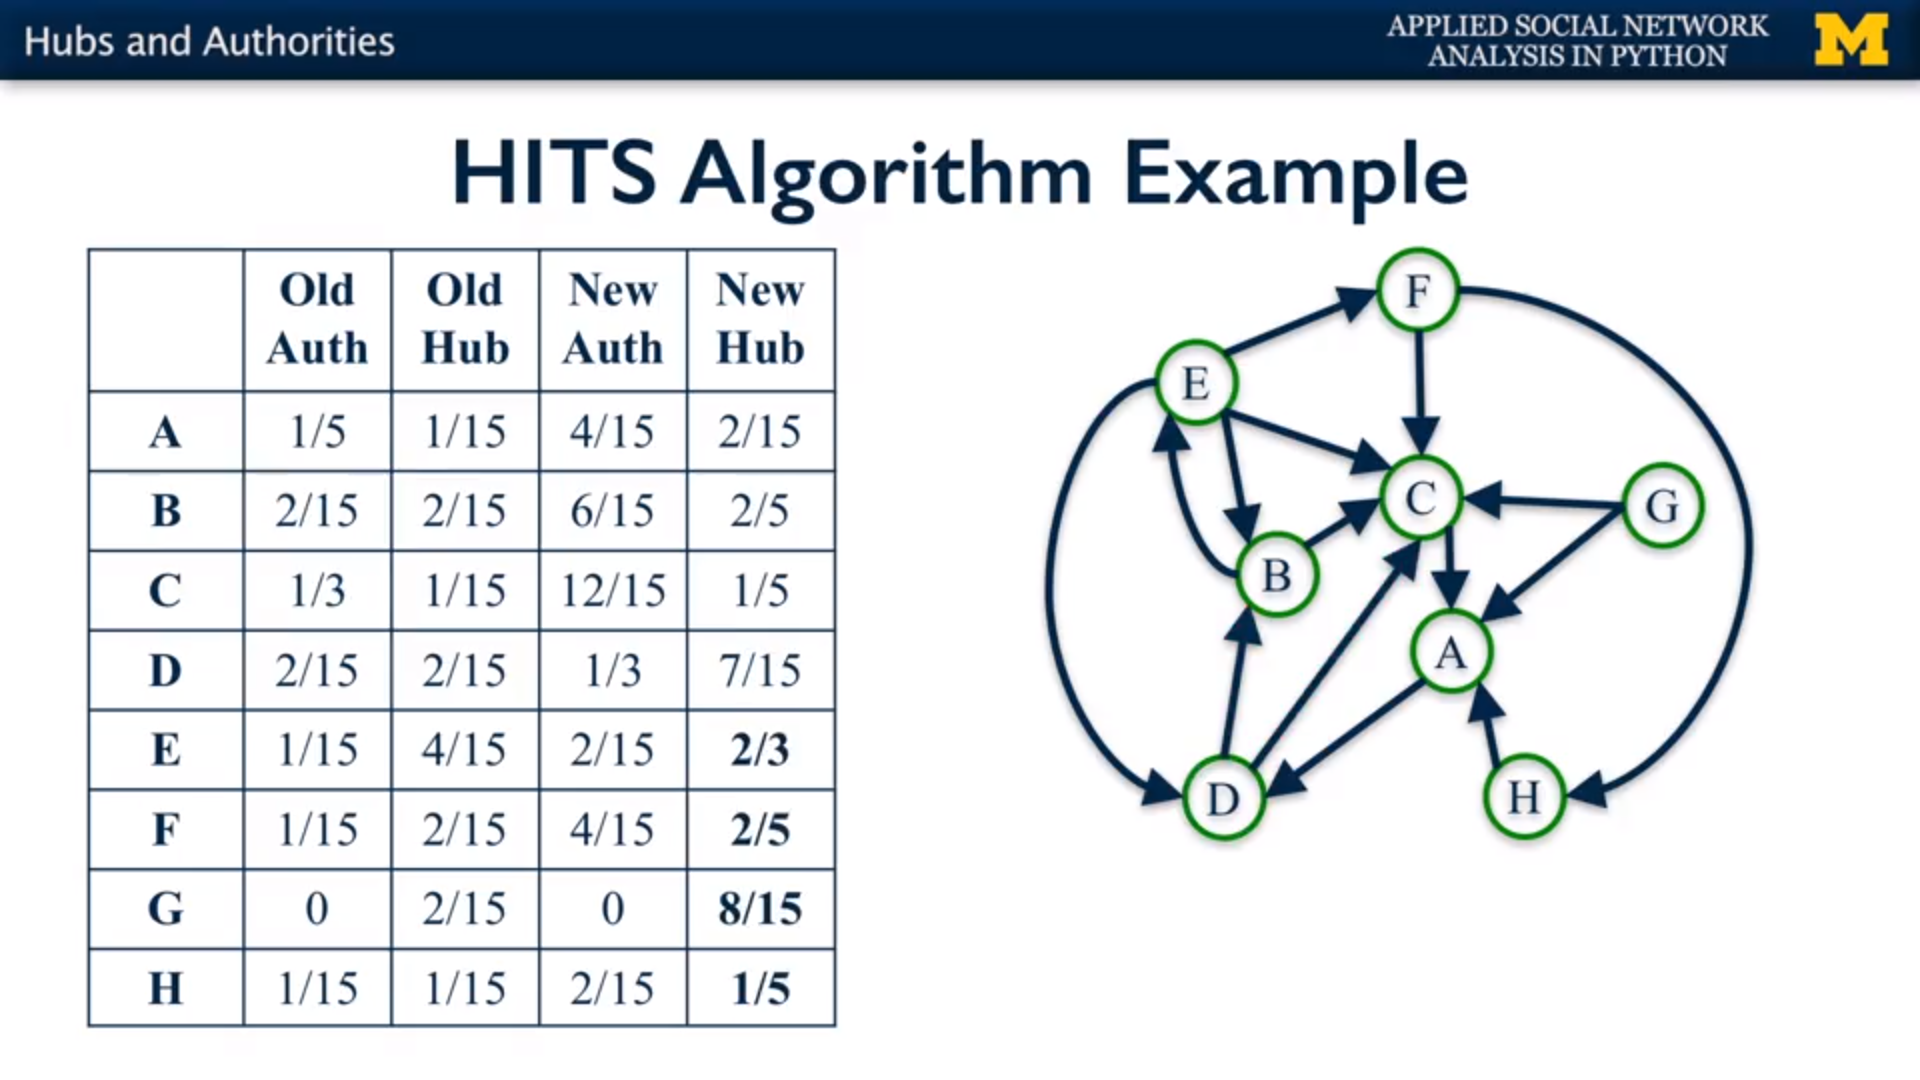 Hubs and Authorities
APPLIED SOCIAL NETWORK
ANALYSIS IN PYTHON
M
HITS Algorithm Example
Old Auth Old Hub New Auth New Hub
A 1/5 1/15 4/15 2/15
B 2/15 2/15 6/15 2/5
C 1/3 1/15 12/15 1/5
D 2/15 2/15 1/3 7/15
E 1/15 4/15 2/15 2/3
F 1/15 2/15 4/15 2/5
G 0 2/15 0 8/15
H 1/15 1/15 2/15 1/5
F
E
C
G
B
A
D
H